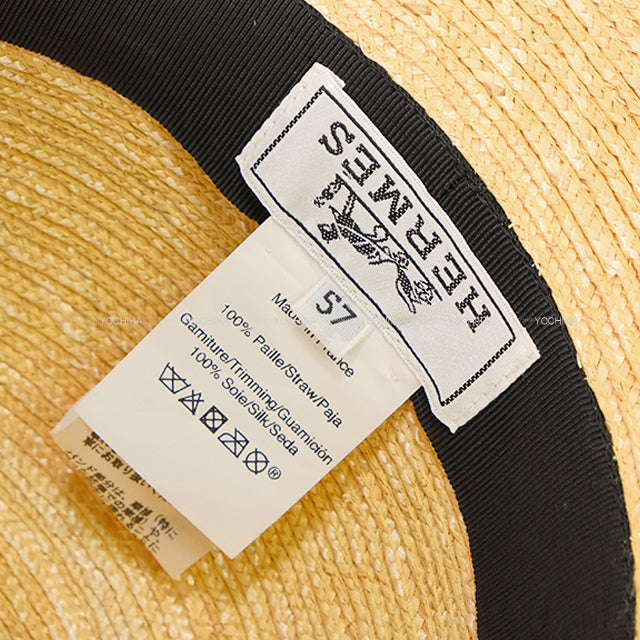 HERMES
57
Made in France
100% Paille/Straw/Paja
Garniture/Trimming/Guarnición
100% Soie/Silk/Seda
®
YOCHIKA
YOCHIKA